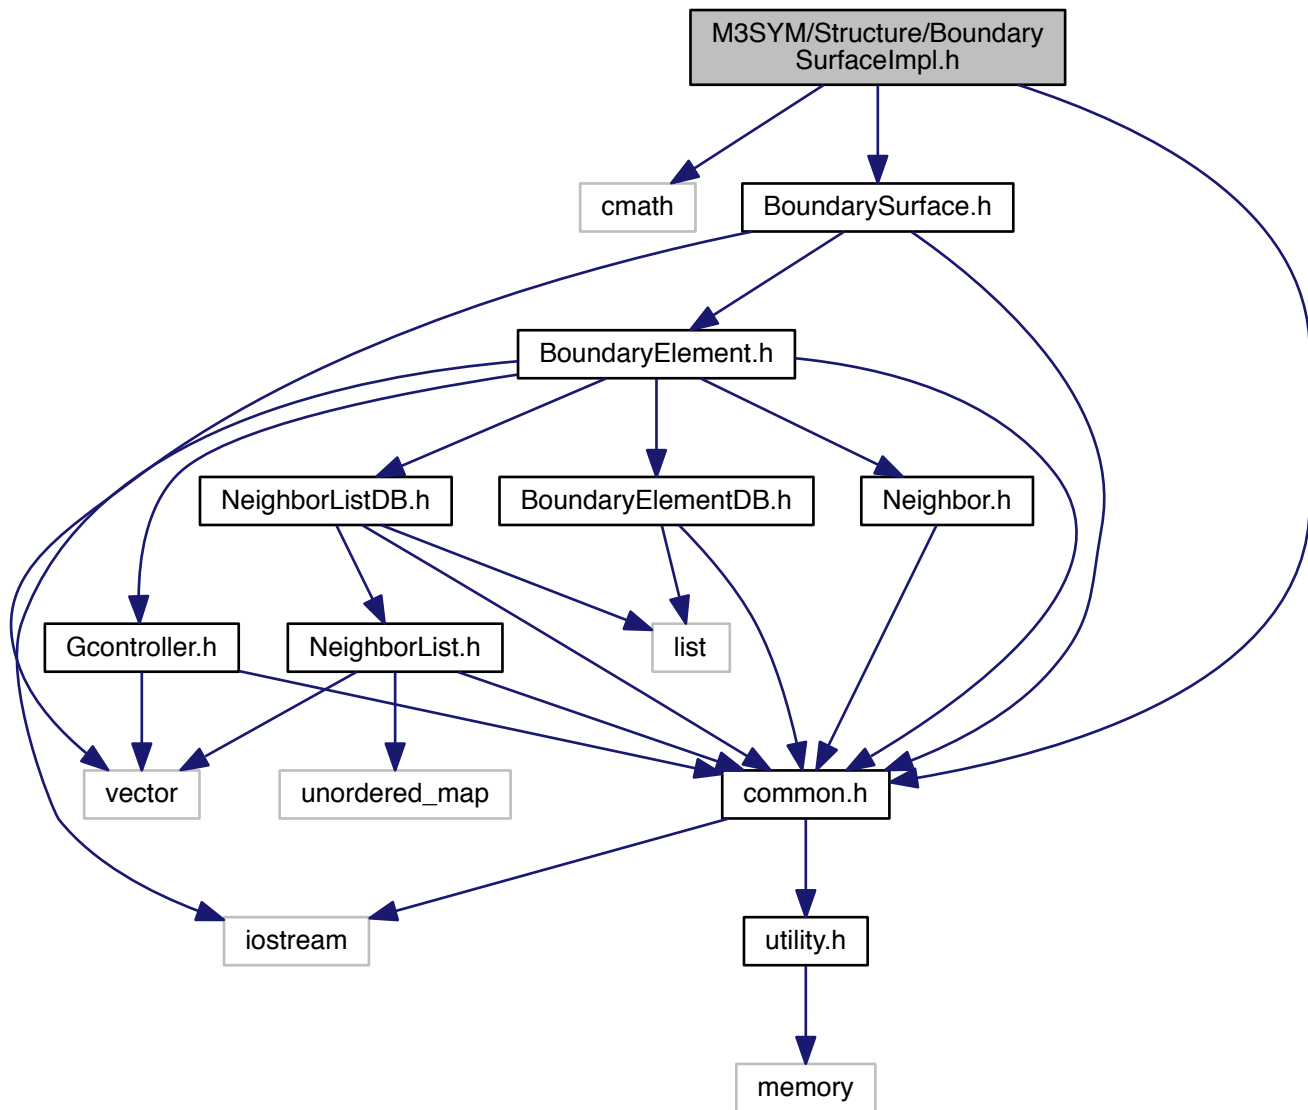 M3SYM/Structure/Boundary
SurfaceImpl.h
cmath
BoundarySurface.h
BoundaryElement.h
NeighborListDB.h
BoundaryElementDB.h
Neighbor.h
Gcontroller.h
NeighborList.h
list
vector
unordered_map
common.h
iostream
utility.h
memory